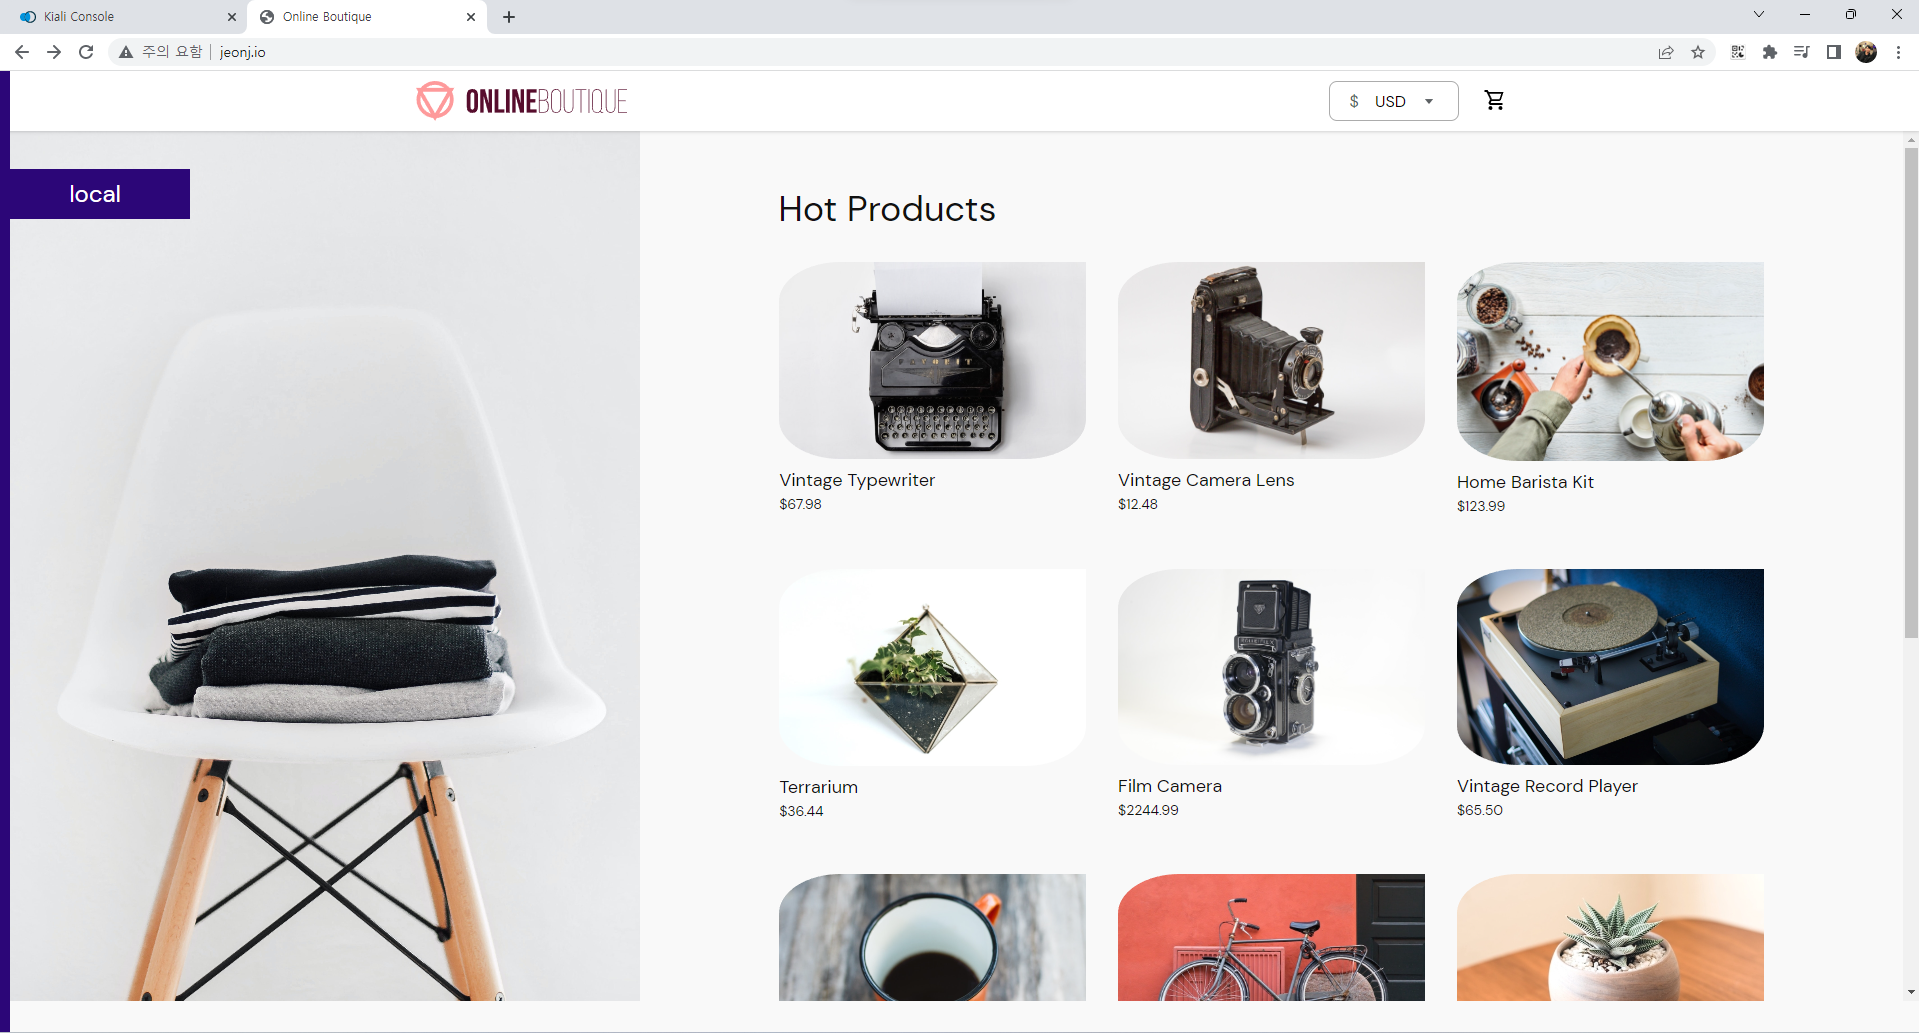 Kiali Console
Online Boutique
주의 요함 | jeonj.io
ONLINEBOUTIQUE
$ USD
local
Hot Products
Vintage Typewriter
$67.98
Vintage Camera Lens
$12.48
Home Barista Kit
$123.99
Terrarium
$36.44
Film Camera
$2244.99
Vintage Record Player
$65.50